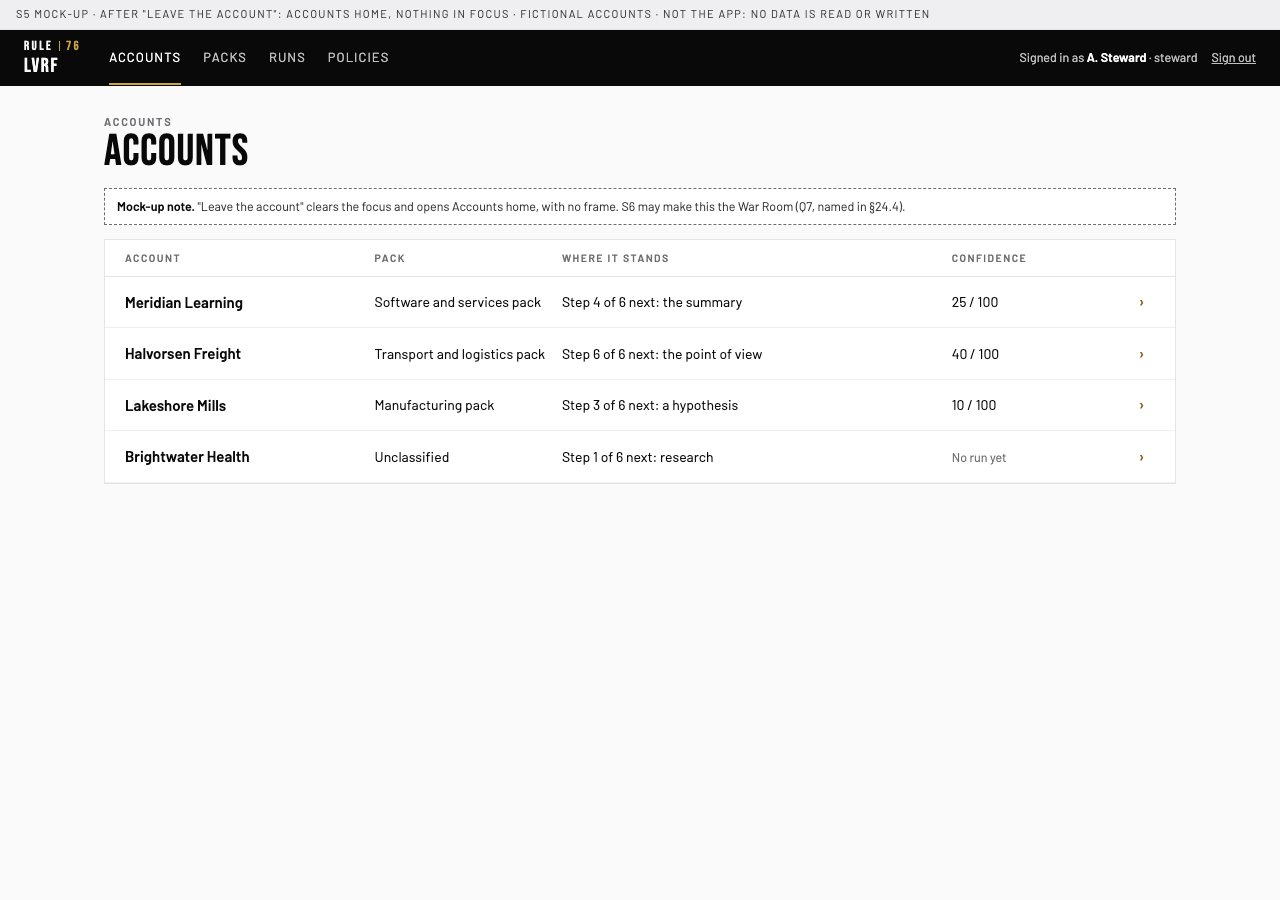 S5 MOCK-UP · AFTER "LEAVE THE ACCOUNT": ACCOUNTS HOME, NOTHING IN FOCUS · FICTIONAL ACCOUNTS · NOT THE APP: NO DATA IS READ OR WRITTEN
RULE | 76
LVRF
ACCOUNTS PACKS RUNS POLICIES
Signed in as A. Steward · steward Sign out
ACCOUNTS
ACCOUNTS
Mock-up note. "Leave the account" clears the focus and opens Accounts home, with no frame. S6 may make this the War Room (Q7, named in §24.4).
ACCOUNT PACK WHERE IT STANDS CONFIDENCE
Meridian Learning Software and services pack Step 4 of 6 next: the summary 25 / 100 ›
Halvorsen Freight Transport and logistics pack Step 6 of 6 next: the point of view 40 / 100 ›
Lakeshore Mills Manufacturing pack Step 3 of 6 next: a hypothesis 10 / 100 ›
Brightwater Health Unclassified Step 1 of 6 next: research No run yet ›